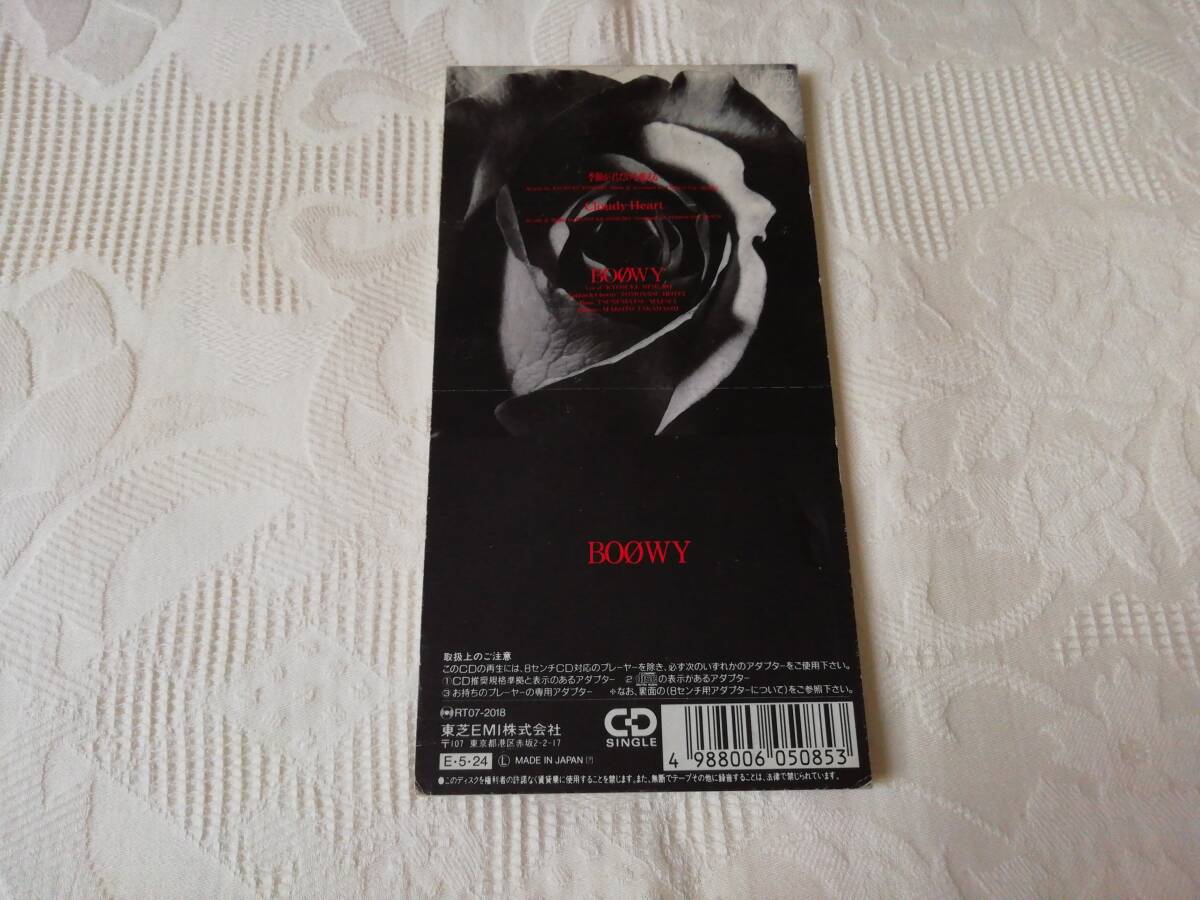 季節が君だけを変える
Cloudy Heart
BOØWY
BOØWY
取扱上のご注意
このCDの再生には、8センチCD対応のプレーヤーを除き、必ず次のいずれかのアダプターをご使用下さい。
①CD推奨規格準拠と表示のあるアダプター 2 の表示があるアダプター
3 お持ちのプレーヤーの専用アダプター ※なお、裏面の(8センチ用アダプターについて)をご参照下さい。
RT07-2018
東芝EMI株式会社
〒107 東京都港区赤坂2-2-17
E・5・24 Ⓛ MADE IN JAPAN
CD SINGLE
4 988006 050853
●このディスクを権利者の許諾なく賃貸業に使用することを禁じます。また、無断でテープその他に録音することは、法律で禁じられています。